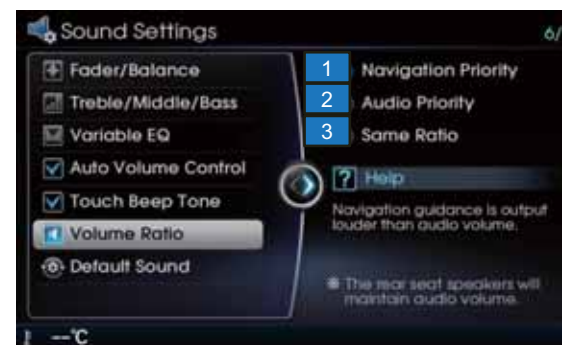 Sound Settings
6/
Fader/Balance
Treble/Middle/Bass
Variable EQ
Auto Volume Control
Touch Beep Tone
Volume Ratio
Default Sound
1 Navigation Priority
2 Audio Priority
3 Same Ratio
? Help
Navigation guidance is output
louder than audio volume.
※ The rear seat speakers will
maintain audio volume.
--℃